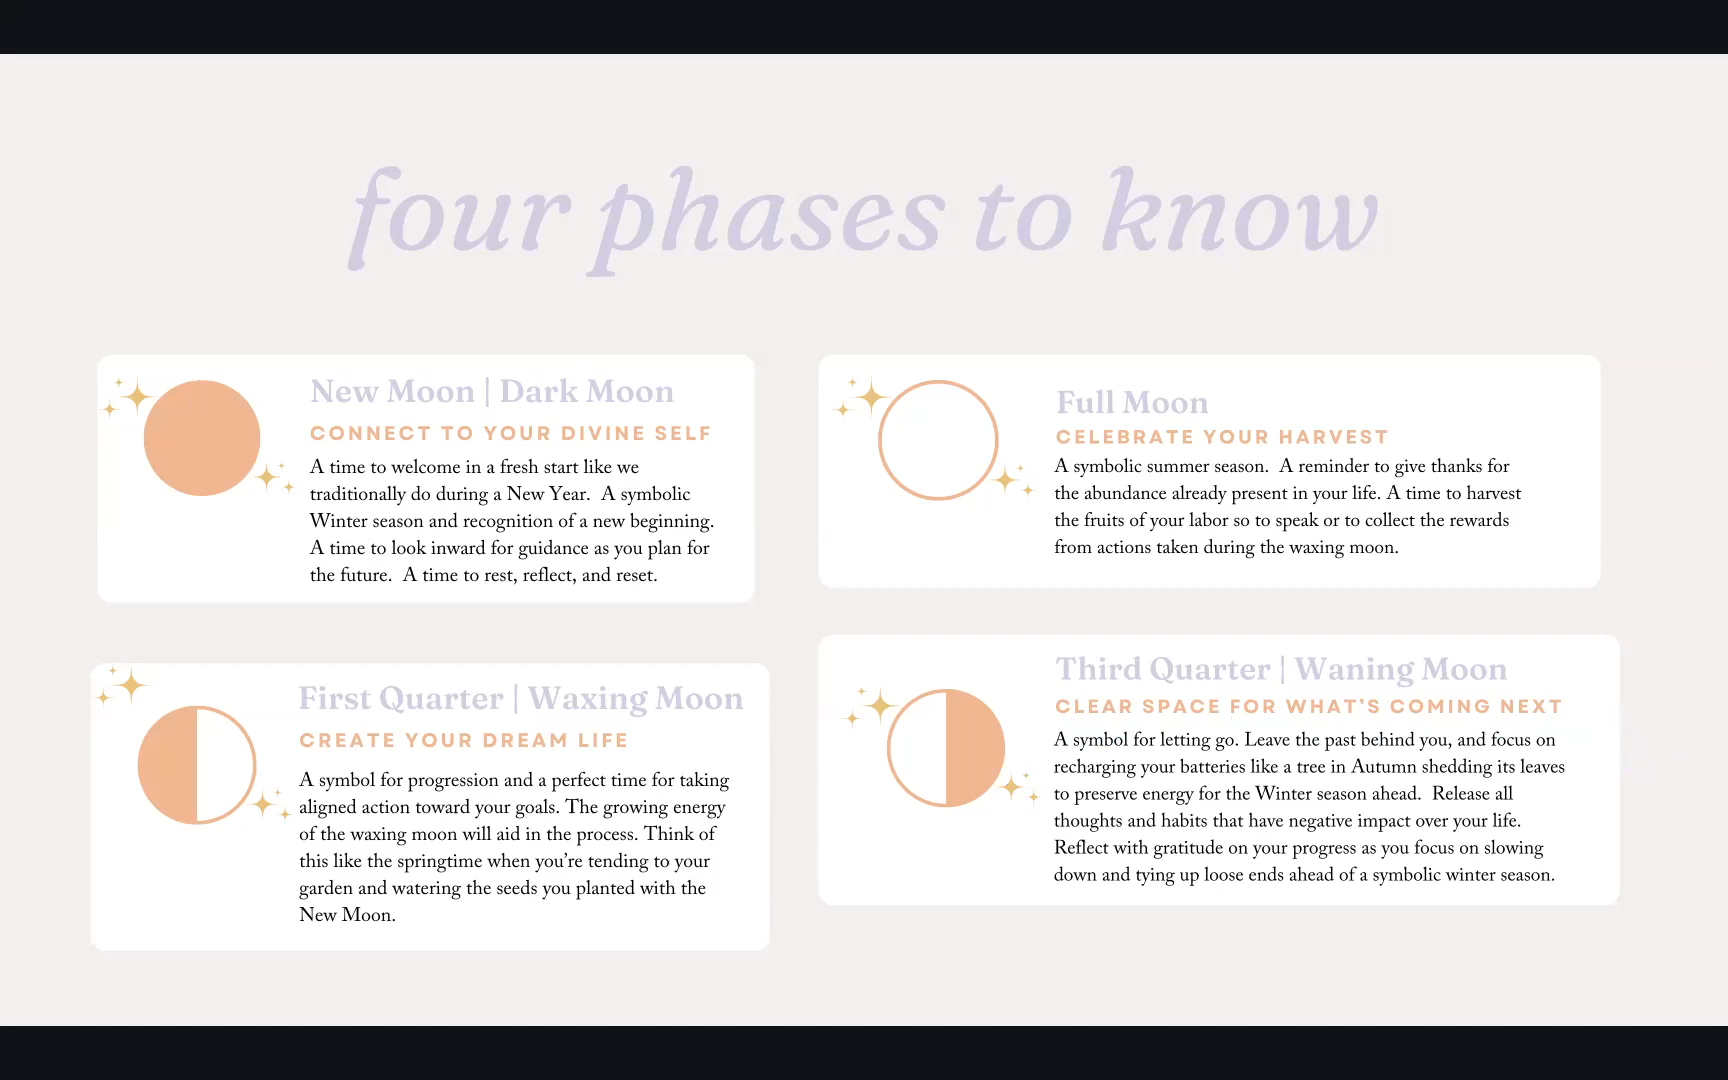 four phases to know
New Moon | Dark Moon
CONNECT TO YOUR DIVINE SELF
A time to welcome in a fresh start like we
traditionally do during a New Year.  A symbolic
Winter season and recognition of a new beginning.
A time to look inward for guidance as you plan for
the future.  A time to rest, reflect, and reset.
First Quarter | Waxing Moon
CREATE YOUR DREAM LIFE
A symbol for progression and a perfect time for taking
aligned action toward your goals. The growing energy
of the waxing moon will aid in the process. Think of
this like the springtime when you’re tending to your
garden and watering the seeds you planted with the
New Moon.
Full Moon
CELEBRATE YOUR HARVEST
A symbolic summer season.  A reminder to give thanks for
the abundance already present in your life. A time to harvest
the fruits of your labor so to speak or to collect the rewards
from actions taken during the waxing moon.
Third Quarter | Waning Moon
CLEAR SPACE FOR WHAT’S COMING NEXT
A symbol for letting go. Leave the past behind you, and focus on
recharging your batteries like a tree in Autumn shedding its leaves
to preserve energy for the Winter season ahead.  Release all
thoughts and habits that have negative impact over your life.
Reflect with gratitude on your progress as you focus on slowing
down and tying up loose ends ahead of a symbolic winter season.